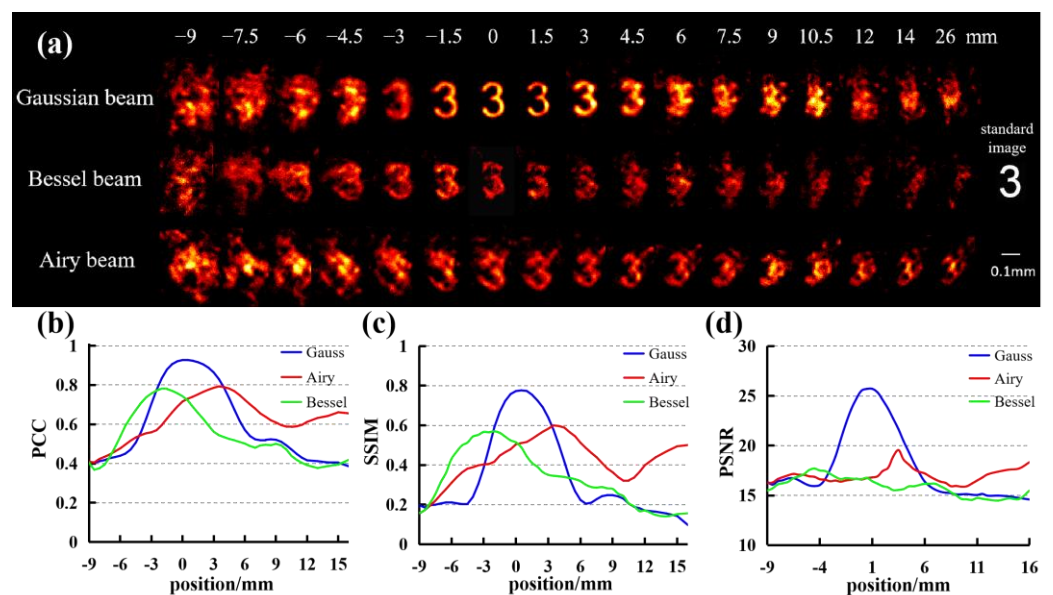 (a)
−9 −7.5 −6 −4.5 −3 −1.5 0 1.5 3 4.5 6 7.5 9 10.5 12 14 26 mm
Gaussian beam
Bessel beam
Airy beam
standard
image
3
0.1mm
(b)
1
0.8
0.6
0.4
0.2
0
PCC
Gauss
Airy
Bessel
-9 -6 -3 0 3 6 9 12 15
position/mm
(c)
1
0.8
0.6
0.4
0.2
0
SSIM
Gauss
Airy
Bessel
-9 -6 -3 0 3 6 9 12 15
position/mm
(d)
30
25
20
15
10
PSNR
Gauss
Airy
Bessel
-9 -4 1 6 11 16
position/mm